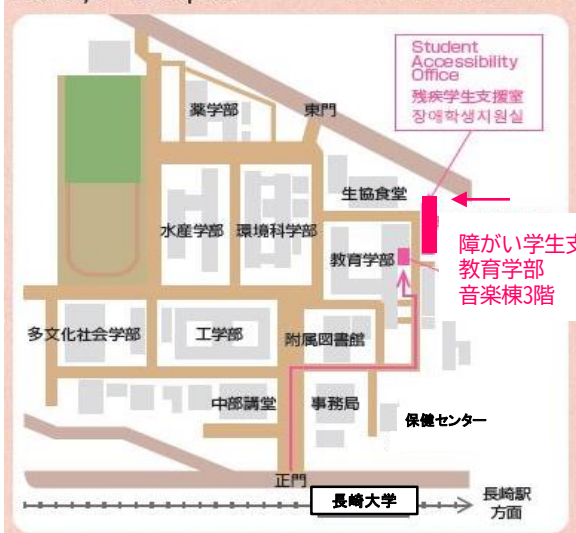 Student
Accessibility
Office
残疾学生支援室
장애학생지원실
薬学部
東門
生協食堂
水産学部
環境科学部
教育学部
障がい学生支
教育学部
音楽棟3階
多文化社会学部
工学部
附属図書館
中部講堂
事務局
保健センター
正門
長崎大学
長崎駅
方面